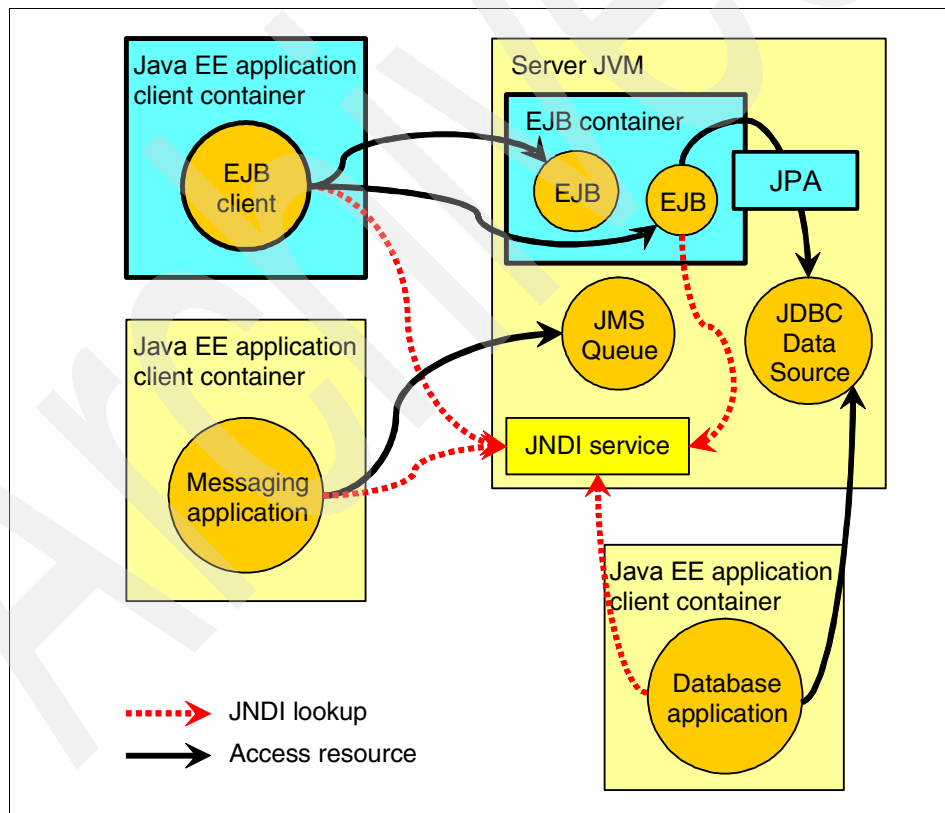 Java EE application
client container
EJB
client
Java EE application
client container
Messaging
application
Server JVM
EJB container
EJB
EJB
JPA
JMS
Queue
JDBC
Data
Source
JNDI service
Java EE application
client container
Database
application
JNDI lookup
Access resource